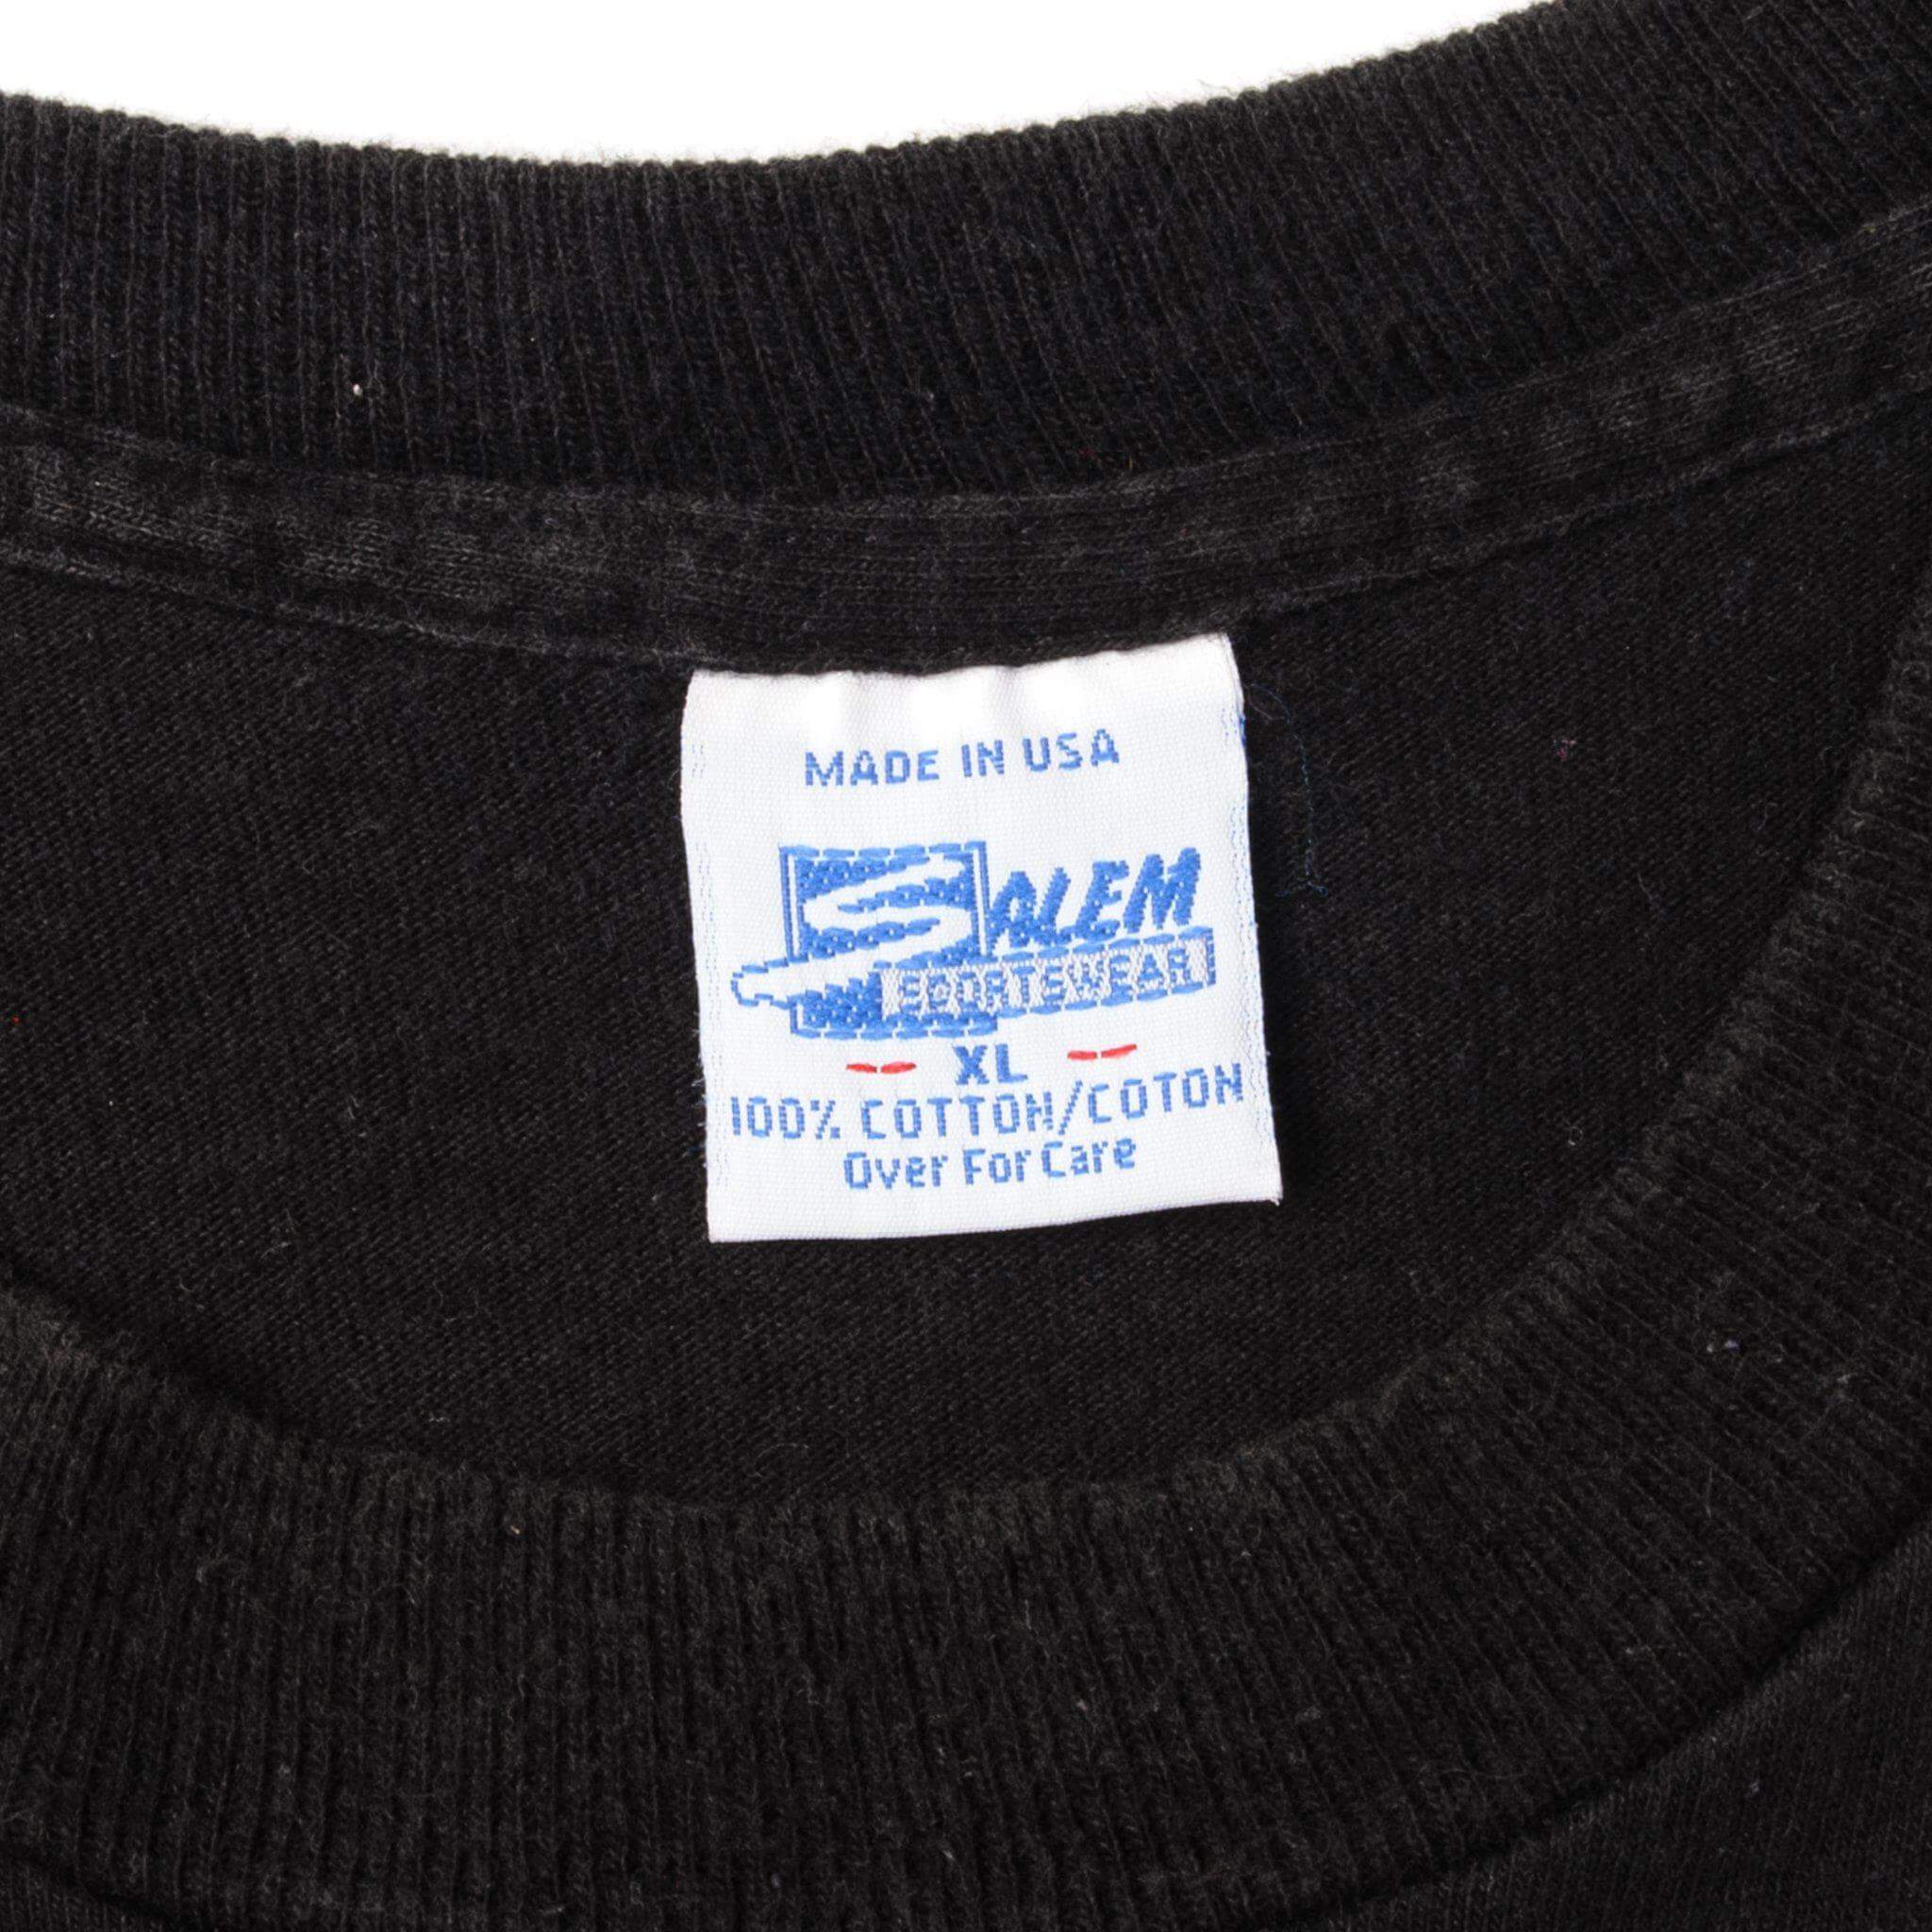 MADE IN USA
SALEM
SPORTSWEAR
XL
100% COTTON/COTON
Over For Care